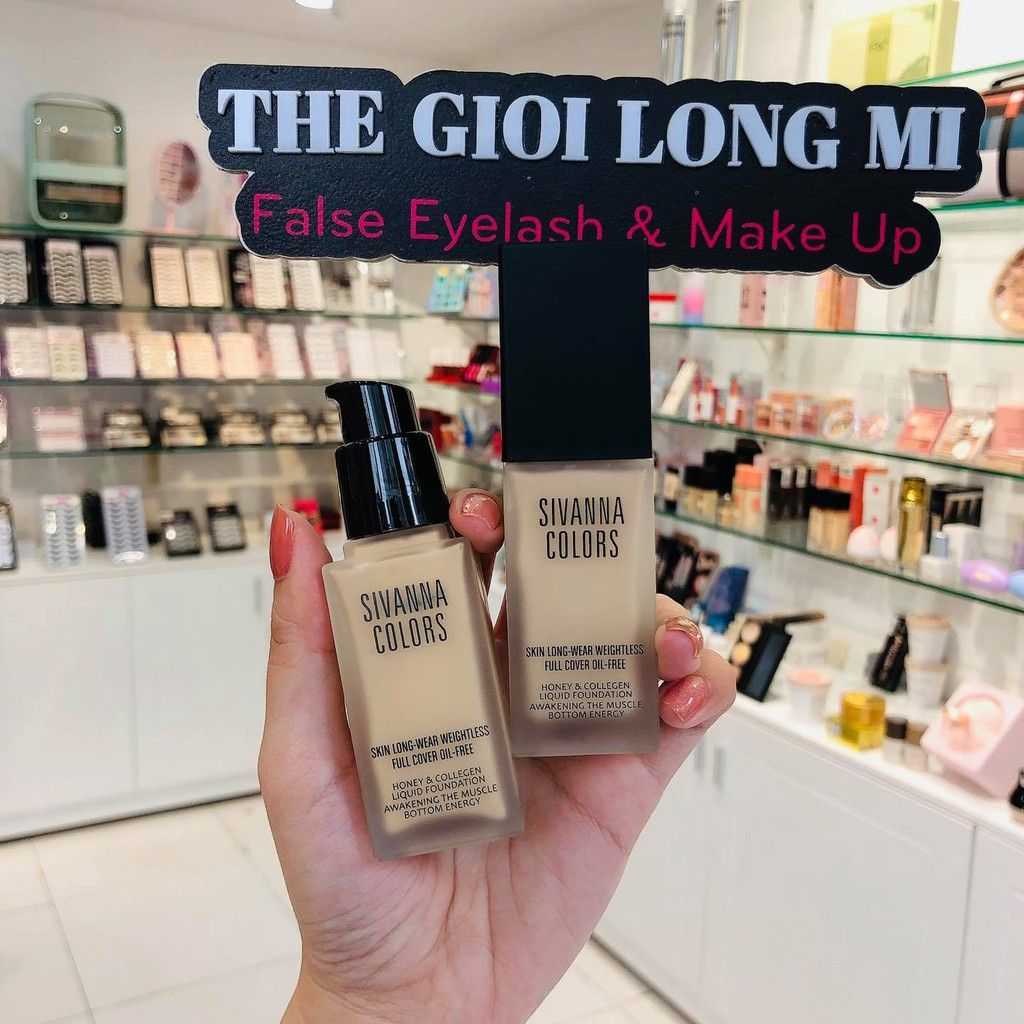 THE GIOI LONG MI
False Eyelash & Make Up
SIVANNA
COLORS
SKIN LONG-WEAR WEIGHTLESS
FULL COVER OIL-FREE
HONEY & COLLEGEN
LIQUID FOUNDATION
AWAKENING THE MUSCLE
BOTTOM ENERGY
SIVANNA
COLORS
SKIN LONG-WEAR WEIGHTLESS
FULL COVER OIL-FREE
HONEY & COLLEGEN
LIQUID FOUNDATION
AWAKENING THE MUSCLE
BOTTOM ENERGY